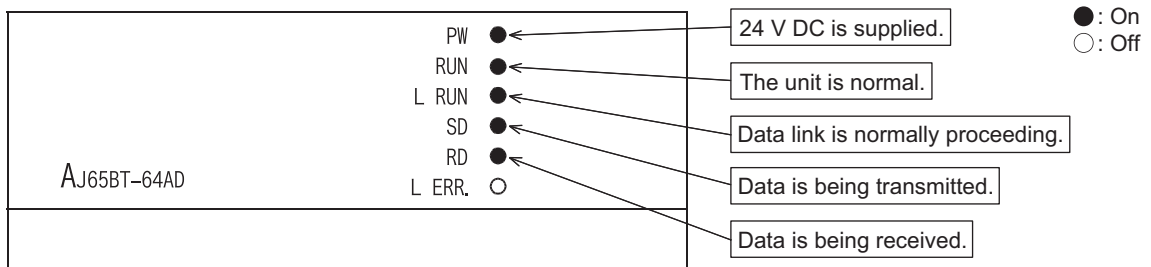 PW
24 V DC is supplied.
●: On
○: Off
RUN
The unit is normal.
L RUN
SD
Data link is normally proceeding.
RD
AJ65BT-64AD
L ERR.
Data is being transmitted.
Data is being received.